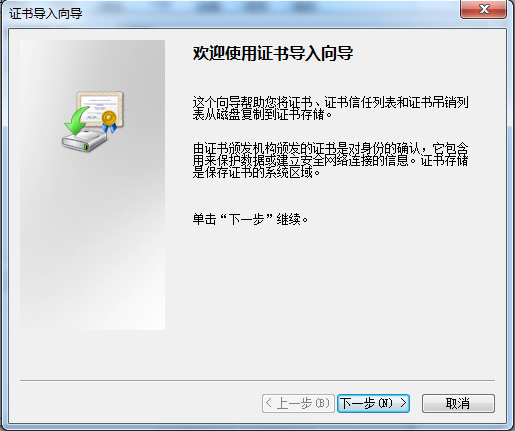 证书导入向导
欢迎使用证书导入向导
这个向导帮助您将证书、证书信任列表和证书吊销列
表从磁盘复制到证书存储。
由证书颁发机构颁发的证书是对身份的确认，它包含
用来保护数据或建立安全网络连接的信息。证书存储
是保存证书的系统区域。
单击“下一步”继续。
< 上一步(B) 下一步(N) > 取消